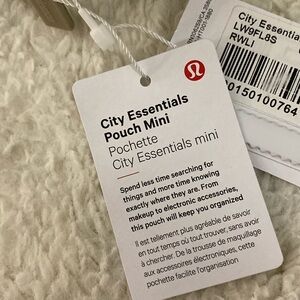 City Essentials
Pouch Mini
Pochette
City Essentials mini
Spend less time searching for
things and more time knowing
exactly where they are. From
makeup to electronic accessories,
this pouch will keep you organized
Il est tellement plus agréable de savoir
en tout temps où tout trouver, sans avoir
à chercher. De la trousse de maquillage
aux accessoires électroniques, cette
pochette facilite l'organisation
City Essentia
LW9FL8S
RWLI
0150100764